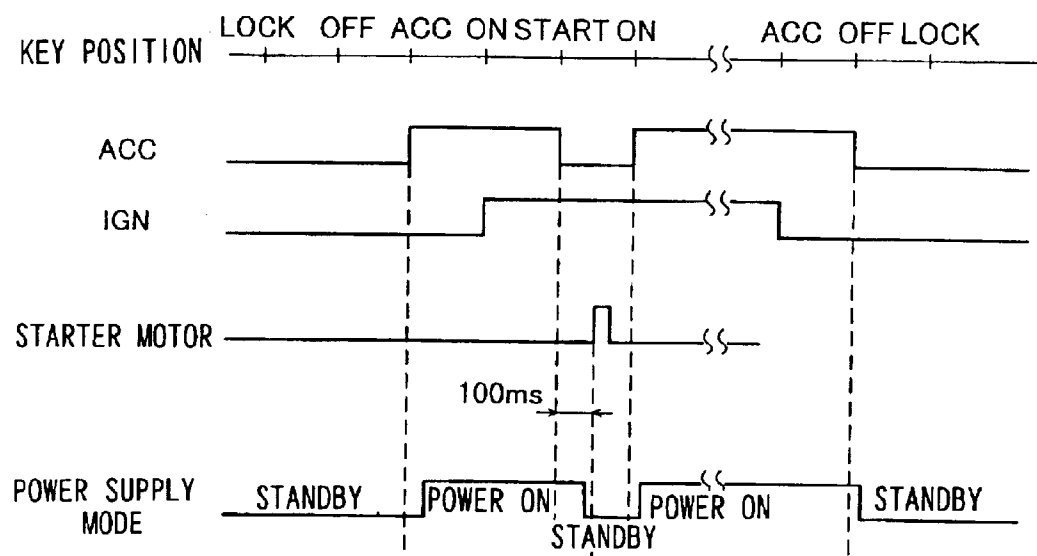 LOCK OFF ACC ON START ON ACC OFF LOCK
KEY POSITION
ACC
IGN
STARTER MOTOR
100ms
POWER SUPPLY MODE
STANDBY POWER ON STANDBY POWER ON STANDBY